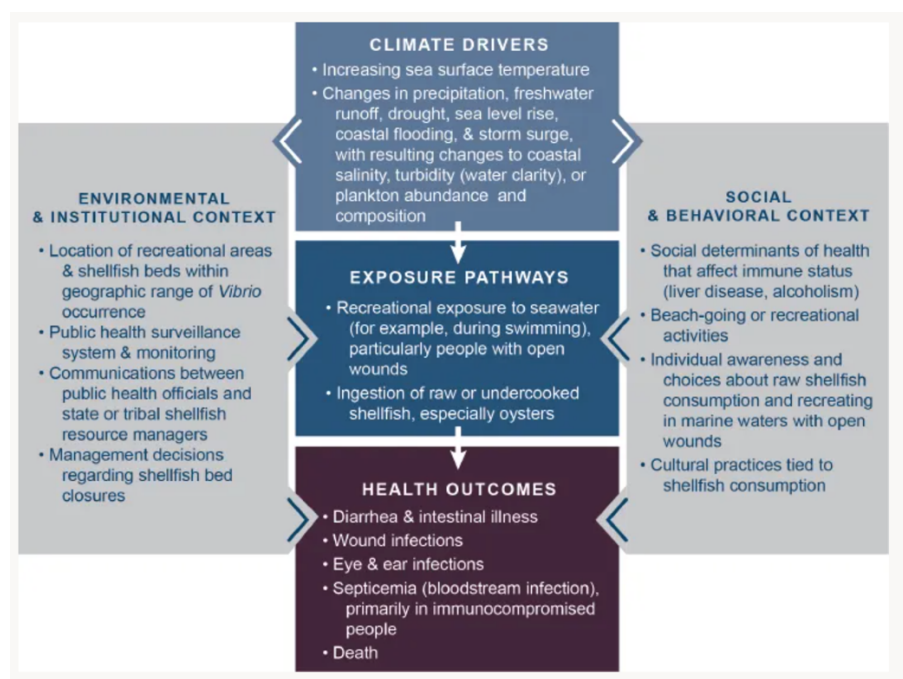 CLIMATE DRIVERS
• Increasing sea surface temperature
• Changes in precipitation, freshwater
runoff, drought, sea level rise,
coastal flooding, & storm surge,
with resulting changes to coastal
salinity, turbidity (water clarity), or
plankton abundance and
composition
ENVIRONMENTAL
& INSTITUTIONAL CONTEXT
• Location of recreational areas
& shellfish beds within
geographic range of Vibrio
occurrence
• Public health surveillance
system & monitoring
• Communications between
public health officials and
state or tribal shellfish
resource managers
• Management decisions
regarding shellfish bed
closures
EXPOSURE PATHWAYS
• Recreational exposure to seawater
(for example, during swimming),
particularly people with open
wounds
• Ingestion of raw or undercooked
shellfish, especially oysters
SOCIAL
& BEHAVIORAL CONTEXT
• Social determinants of health
that affect immune status
(liver disease, alcoholism)
• Beach-going or recreational
activities
• Individual awareness and
choices about raw shellfish
consumption and recreating
in marine waters with open
wounds
• Cultural practices tied to
shellfish consumption
HEALTH OUTCOMES
• Diarrhea & intestinal illness
• Wound infections
• Eye & ear infections
• Septicemia (bloodstream infection),
primarily in immunocompromised
people
• Death